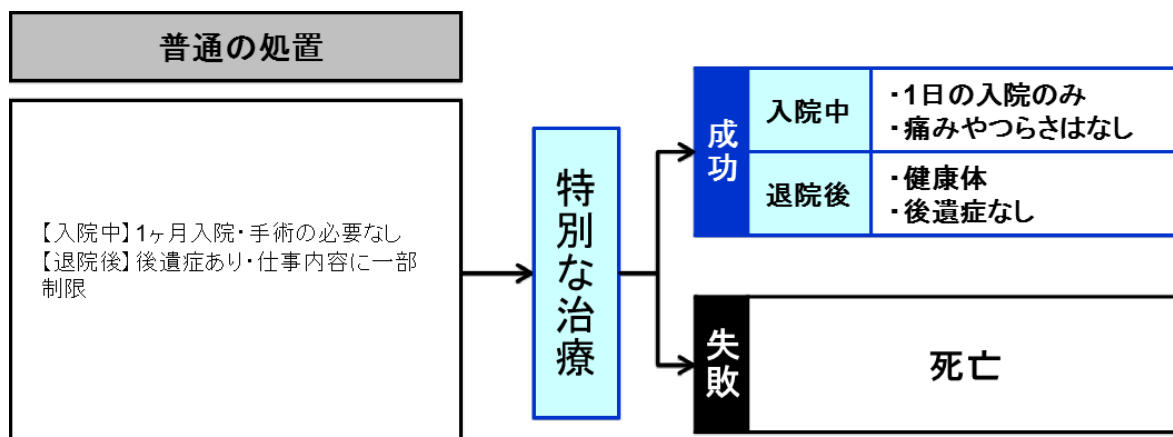 普通の処置
【入院中】1ヶ月入院・手術の必要なし
【退院後】後遺症あり・仕事内容に一部
制限
特別な治療
成功
入院中
・1日の入院のみ
・痛みやつらさはなし
退院後
・健康体
・後遺症なし
失敗
死亡